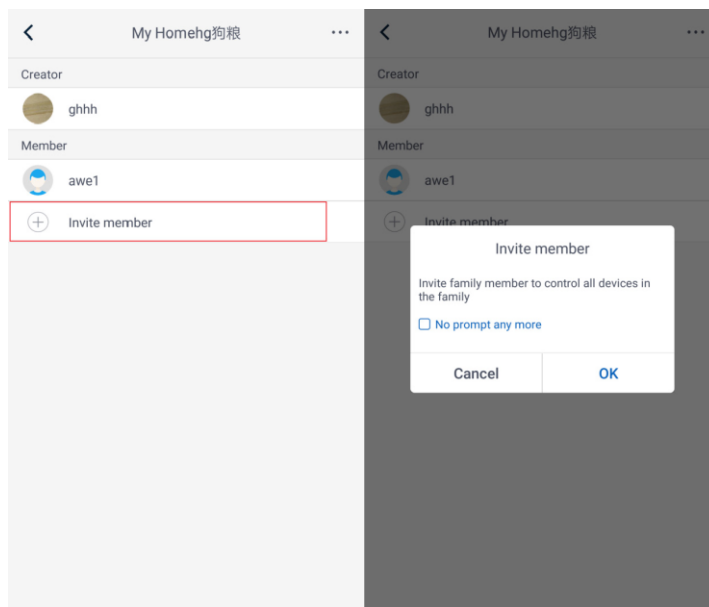 My Homehg狗粮
Creator
ghhh
Member
awe1
Invite member
My Homehg狗粮
Creator
ghhh
Member
awe1
Invite member
Invite member
Invite family member to control all devices in
the family
No prompt any more
Cancel
OK